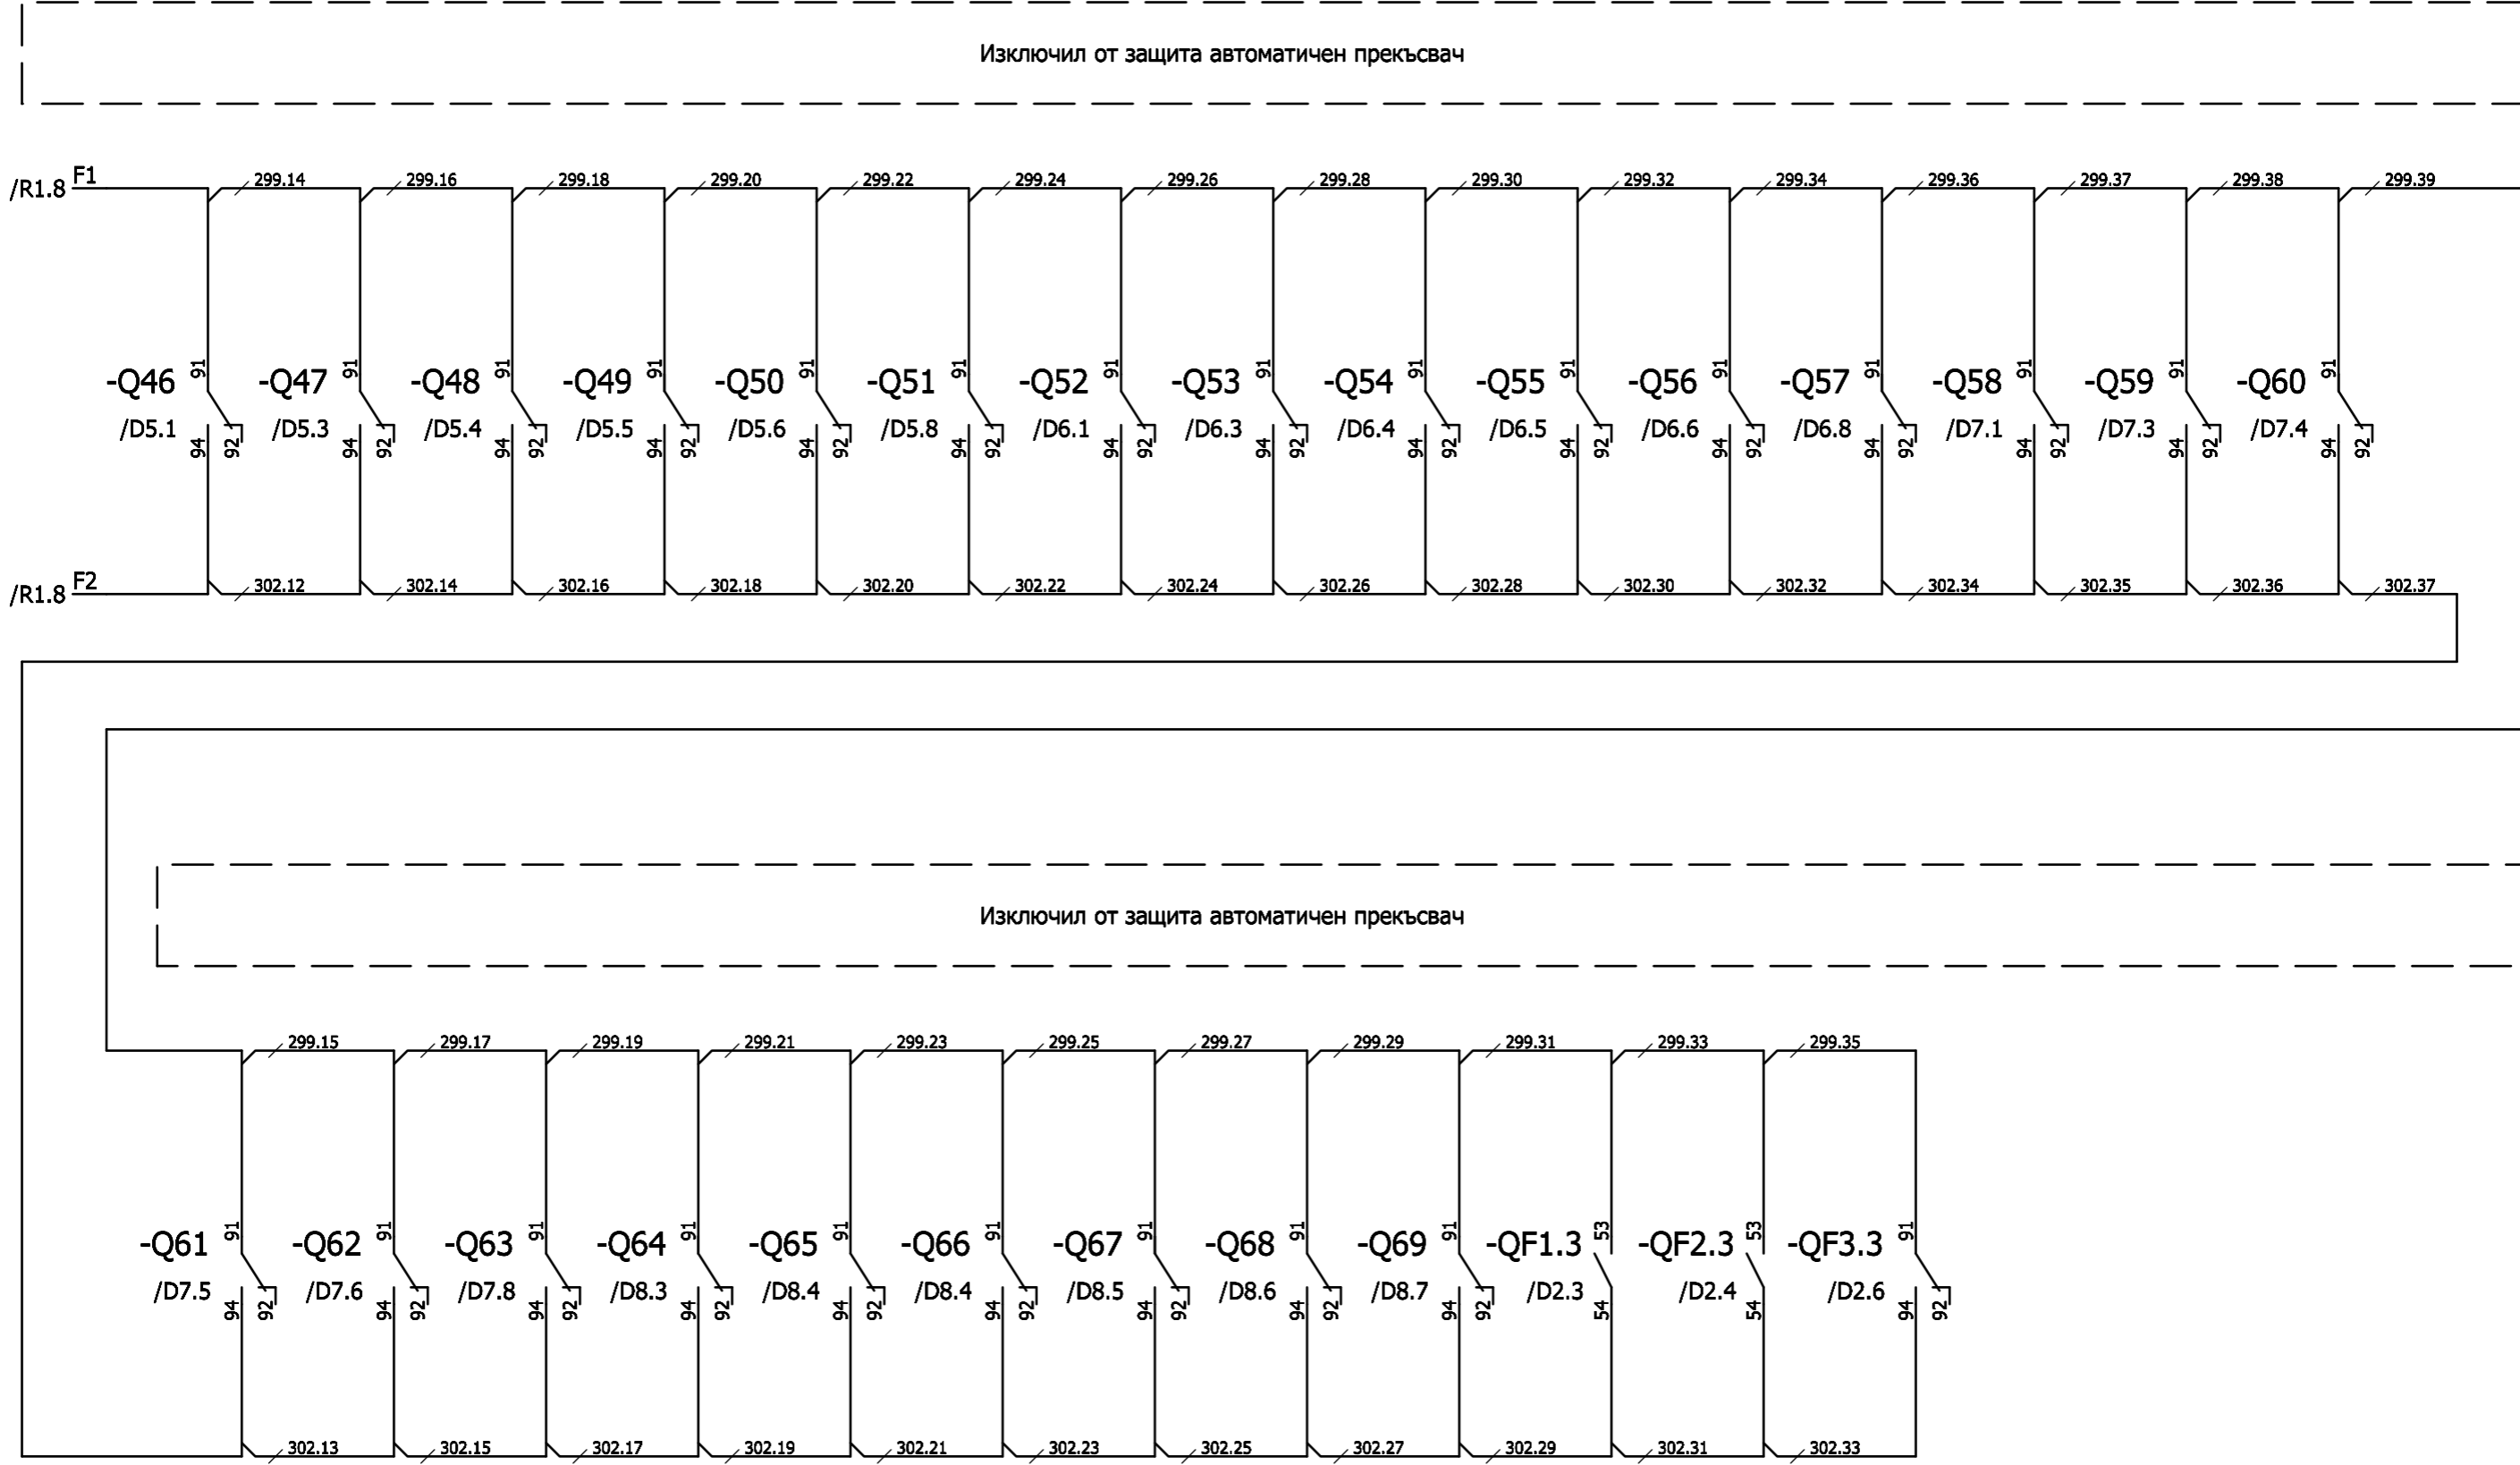 Изключил от защита автоматичен прекъсвач
/R1.8 F1 299.14 299.16 299.18 299.20 299.22 299.24 299.26 299.28 299.30 299.32 299.34 299.36 299.37 299.38 299.39
91 91 91 91 91 91 91 91 91 91 91 91 91 91 91
-Q46 -Q47 -Q48 -Q49 -Q50 -Q51 -Q52 -Q53 -Q54 -Q55 -Q56 -Q57 -Q58 -Q59 -Q60
/D5.1 /D5.3 /D5.4 /D5.5 /D5.6 /D5.8 /D6.1 /D6.3 /D6.4 /D6.5 /D6.6 /D6.8 /D7.1 /D7.3 /D7.4
94 92 94 92 94 92 94 92 94 92 94 92 94 92 94 92 94 92 94 92 94 92 94 92 94 92 94 92 94 92
/R1.8 F2 302.12 302.14 302.16 302.18 302.20 302.22 302.24 302.26 302.28 302.30 302.32 302.34 302.35 302.36 302.37
Изключил от защита автоматичен прекъсвач
299.15 299.17 299.19 299.21 299.23 299.25 299.27 299.29 299.31 299.33 299.35
91 91 91 91 91 91 91 91 91 53 53 91
-Q61 -Q62 -Q63 -Q64 -Q65 -Q66 -Q67 -Q68 -Q69 -QF1.3 -QF2.3 -QF3.3
/D7.5 /D7.6 /D7.8 /D8.3 /D8.4 /D8.4 /D8.5 /D8.6 /D8.7 /D2.3 /D2.4 /D2.6
94 92 94 92 94 92 94 92 94 92 94 92 94 92 94 92 94 92 54 54 94 92
302.13 302.15 302.17 302.19 302.21 302.23 302.25 302.27 302.29 302.31 302.33